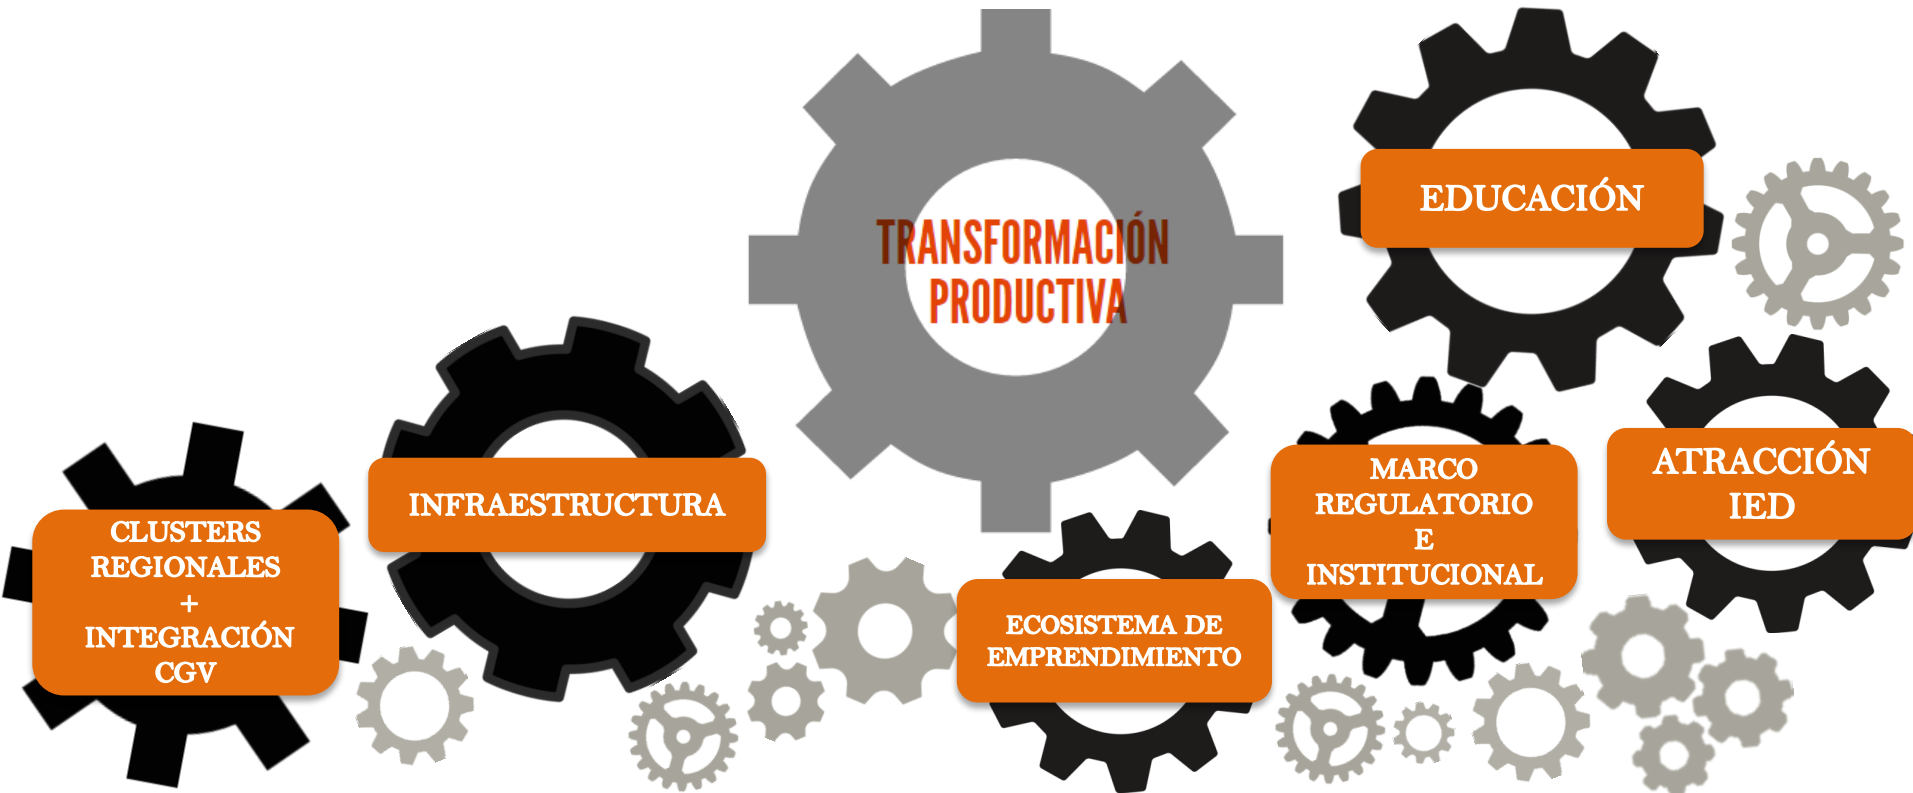 TRANSFORMACIÓN
PRODUCTIVA
EDUCACIÓN
INFRAESTRUCTURA
CLUSTERS
REGIONALES
+
INTEGRACIÓN
CGV
ECOSISTEMA DE
EMPRENDIMIENTO
MARCO
REGULATORIO
E
INSTITUCIONAL
ATRACCIÓN
IED